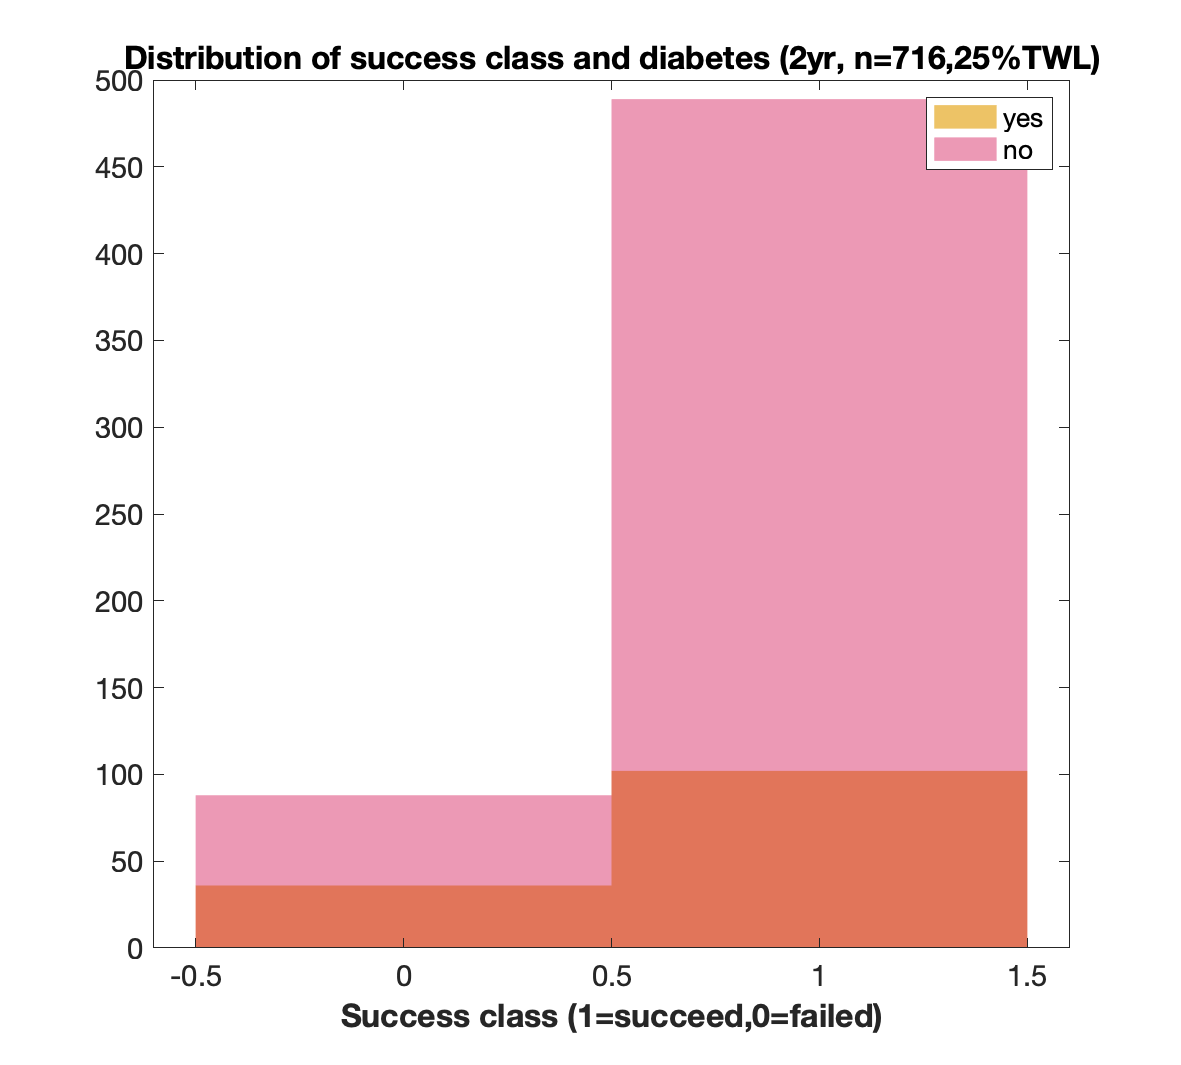 Distribution of success class and diabetes (2yr, n=716,25%TWL)
500
450
400
350
300
250
200
150
100
50
0
yes
no
-0.5 0 0.5 1 1.5
Success class (1=succeed,0=failed)